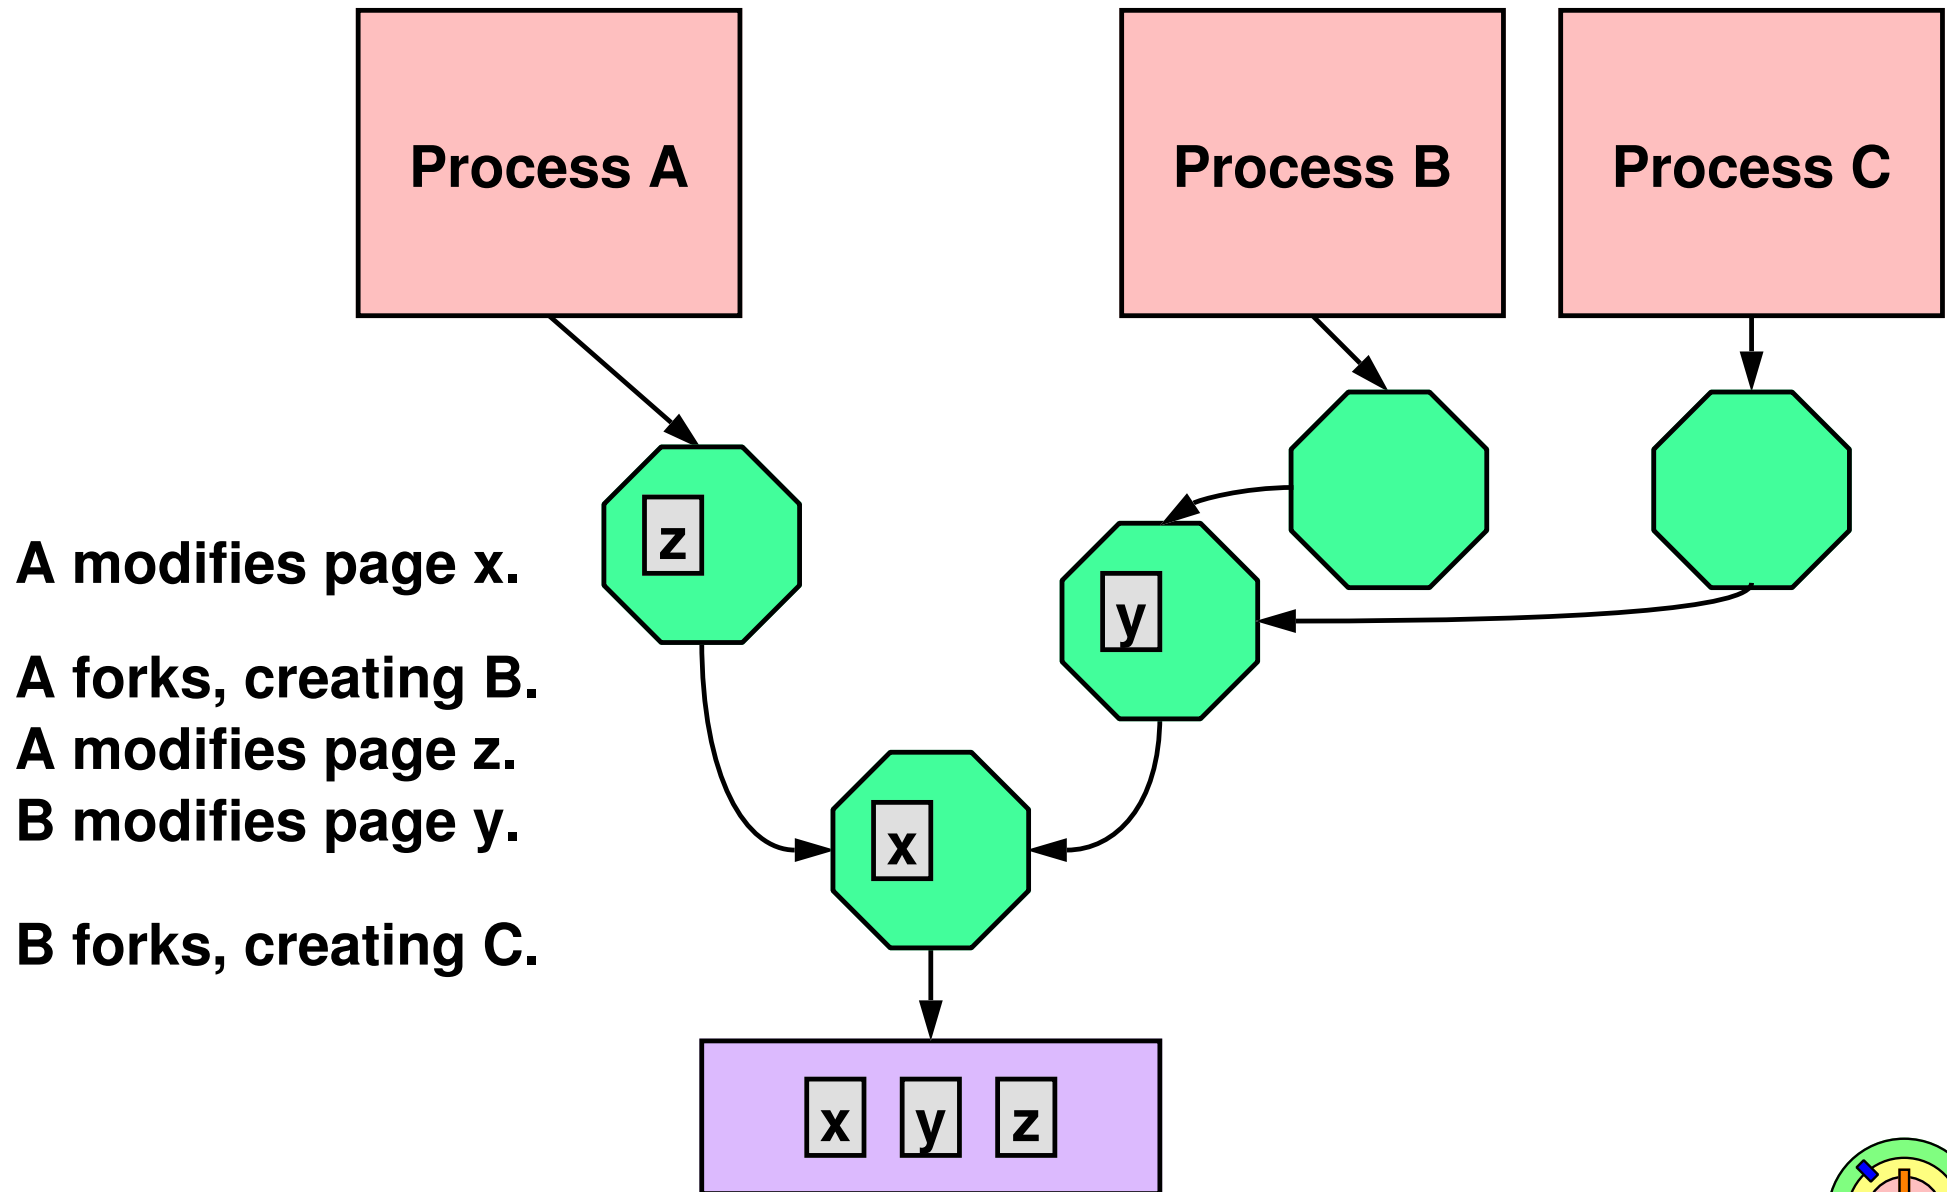 Process A
Process B
Process C
z
y
A modifies page x.
A forks, creating B.
A modifies page z.
B modifies page y.
x
B forks, creating C.
x y z